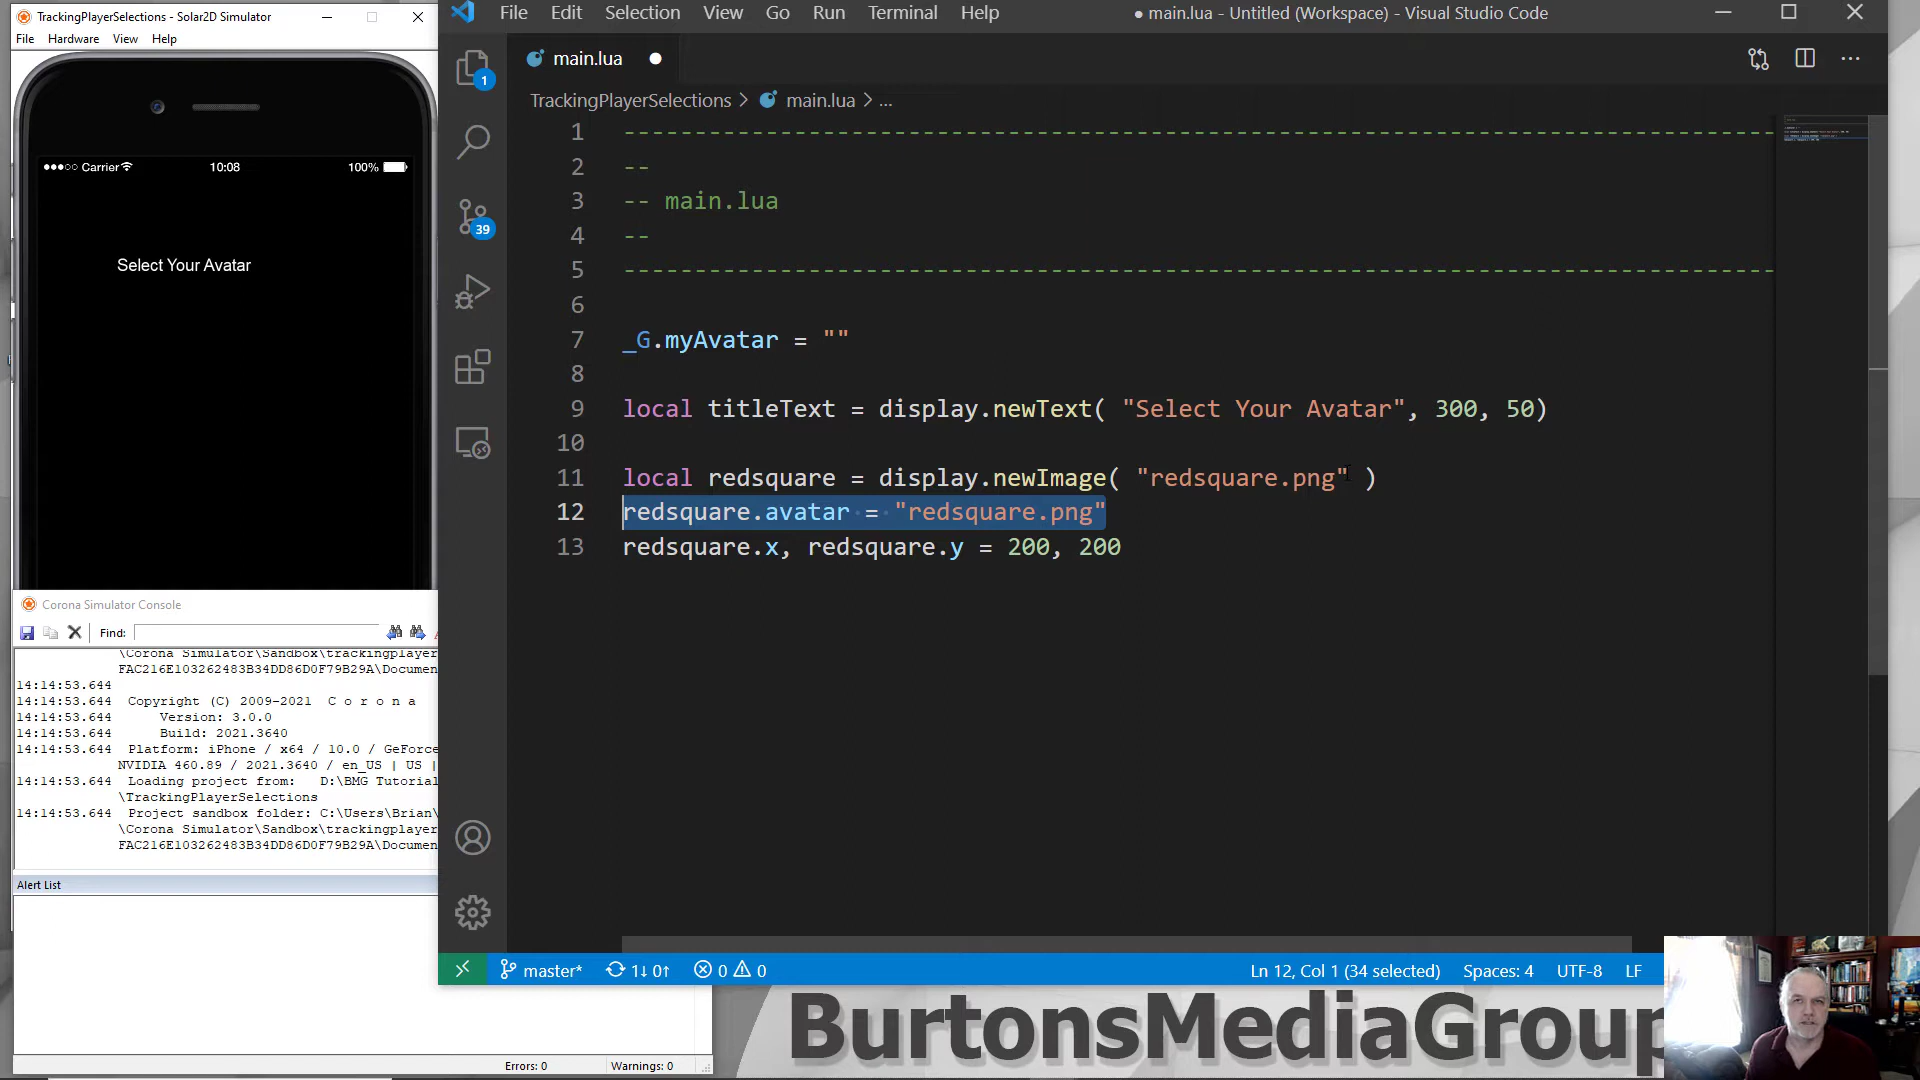 TrackingPlayerSelections - Solar2D Simulator
File Hardware View Help
Carrier 10:08 100%
Select Your Avatar
Corona Simulator Console
Find:
\Corona Simulator\Sandbox\trackingplayer
FAC216E103262483B34DD86D0F79B29A\Documen
14:14:53.644
14:14:53.644 Copyright (C) 2009-2021 C o r o n a
14:14:53.644 Version: 3.0.0
14:14:53.644 Build: 2021.3640
14:14:53.644 Platform: iPhone / x64 / 10.0 / GeForce
NVIDIA 460.89 / 2021.3640 / en_US | US |
14:14:53.644 Loading project from: D:\BMG Tutorial
\TrackingPlayerSelections
14:14:53.644 Project sandbox folder: C:\Users\Brian\
\Corona Simulator\Sandbox\trackingplayer
FAC216E103262483B34DD86D0F79B29A\Documen
Alert List
Errors: 0 Warnings: 0
File Edit Selection View Go Run Terminal Help ● main.lua - Untitled (Workspace) - Visual Studio Code
main.lua
TrackingPlayerSelections > main.lua > ...
1
39
1 --------------------------------------------------------------------------------
2 --
3 -- main.lua
4 --
5 --------------------------------------------------------------------------------
6
7 _G.myAvatar = ""
8
9 local titleText = display.newText( "Select Your Avatar", 300, 50)
10
11 local redsquare = display.newImage( "redsquare.png" )
12 redsquare.avatar = "redsquare.png"
13 redsquare.x, redsquare.y = 200, 200
master* 1↓ 0↑ 0 0 Ln 12, Col 1 (34 selected) Spaces: 4 UTF-8 LF
BurtonsMediaGroup